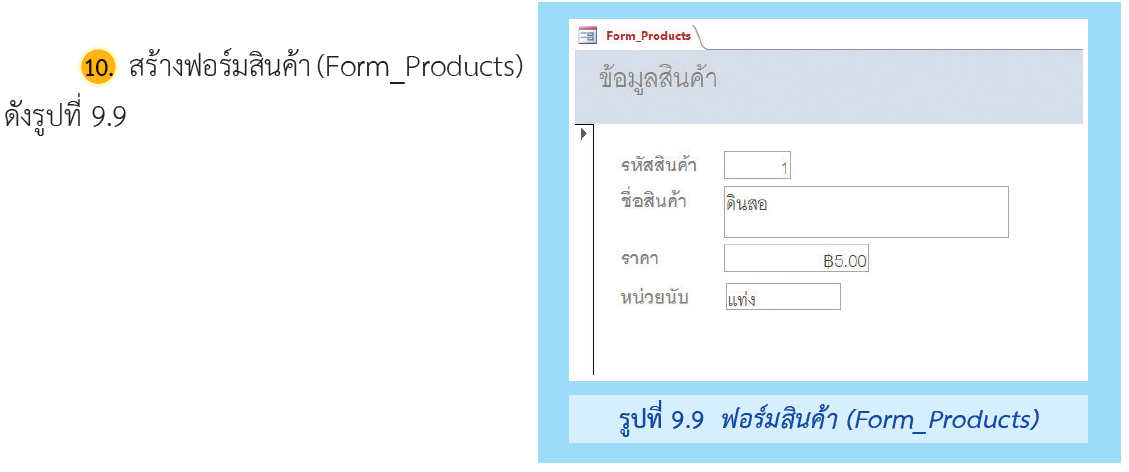 10. สร้างฟอร์มสินค้า (Form_Products)
ดังรูปที่ 9.9
Form_Products
ข้อมูลสินค้า
รหัสสินค้า 1
ชื่อสินค้า ดินสอ
ราคา ฿5.00
หน่วยนับ แท่ง
รูปที่ 9.9 ฟอร์มสินค้า (Form_Products)